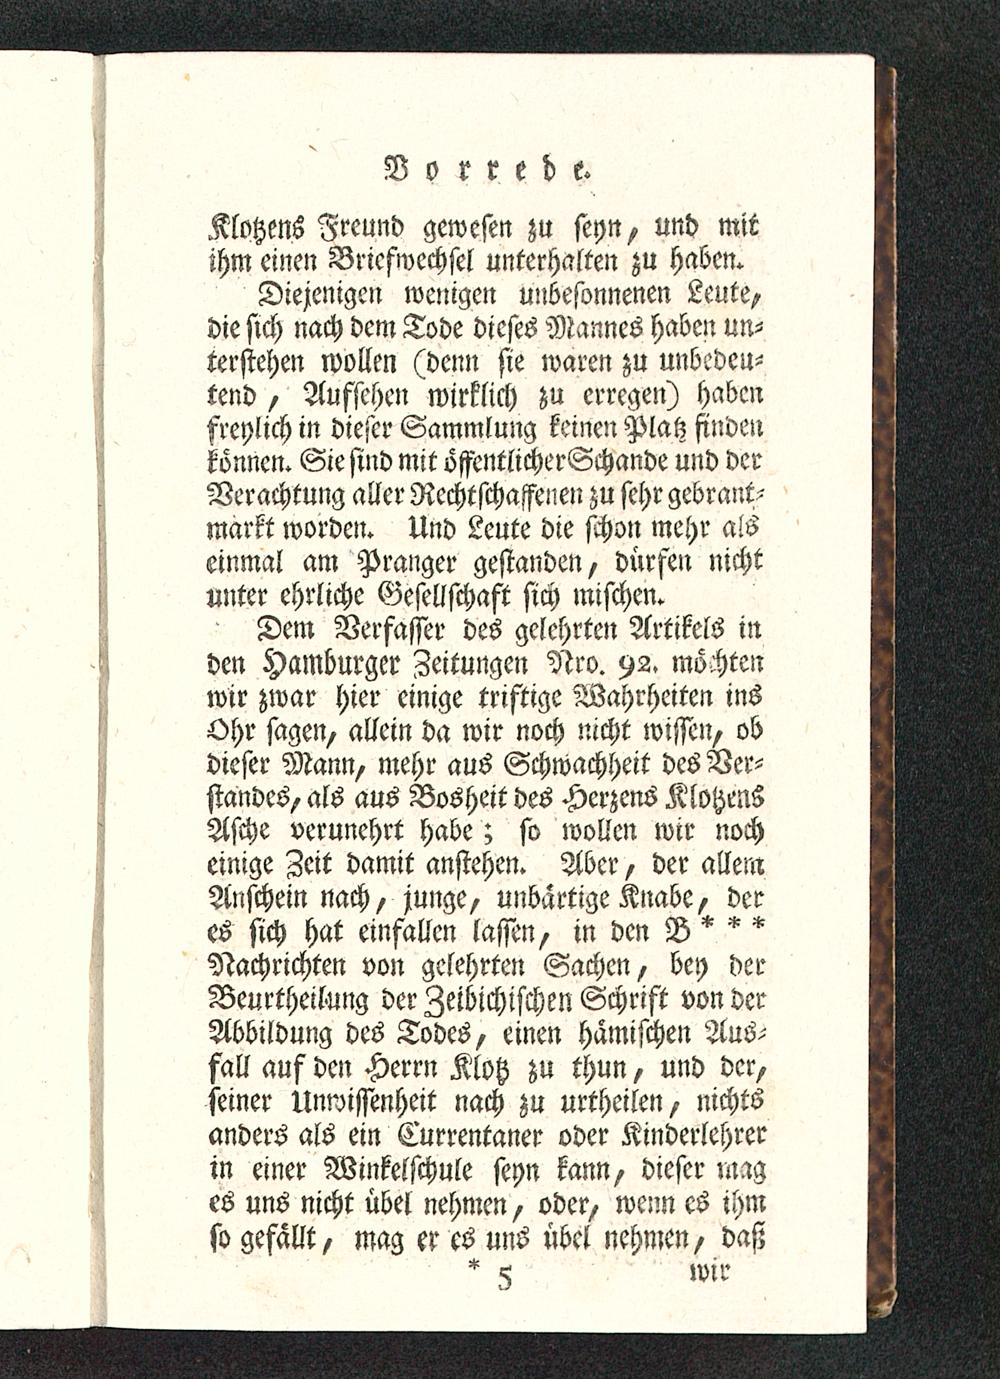 Vorrede.
Klotzens Freund gewesen zu seyn, und mit
ihm einen Briefwechsel unterhalten zu haben.
Diejenigen wenigen unbesonnenen Leute,
die sich nach dem Tode dieses Mannes haben un⸗
terstehen wollen (denn sie waren zu unbedeu⸗
tend, Aufsehen wirklich zu erregen) haben
freylich in dieser Sammlung keinen Platz finden
können. Sie sind mit öffentlicher Schande und der
Verachtung aller Rechtschaffenen zu sehr gebrant⸗
markt worden. Und Leute die schon mehr als
einmal am Pranger gestanden, dürfen nicht
unter ehrliche Gesellschaft sich mischen.
Dem Verfasser des gelehrten Artikels in
den Hamburger Zeitungen Nro. 92. möchten
wir zwar hier einige triftige Wahrheiten ins
Ohr sagen, allein da wir noch nicht wissen, ob
dieser Mann, mehr aus Schwachheit des Ver⸗
standes, als aus Bosheit des Herzens Klotzens
Asche verunehrt habe; so wollen wir noch
einige Zeit damit anstehen. Aber, der allem
Anschein nach, junge, unbärtige Knabe, der
es sich hat einfallen lassen, in den B * * *
Nachrichten von gelehrten Sachen, bey der
Beurtheilung der Zeibichischen Schrift von der
Abbildung des Todes, einen hämischen Aus⸗
fall auf den Herrn Klotz zu thun, und der,
seiner Unwissenheit nach zu urtheilen, nichts
anders als ein Currentaner oder Kinderlehrer
in einer Winkelschule seyn kann, dieser mag
es uns nicht übel nehmen, oder, wenn es ihm
so gefällt, mag er es uns übel nehmen, daß
* 5 wir